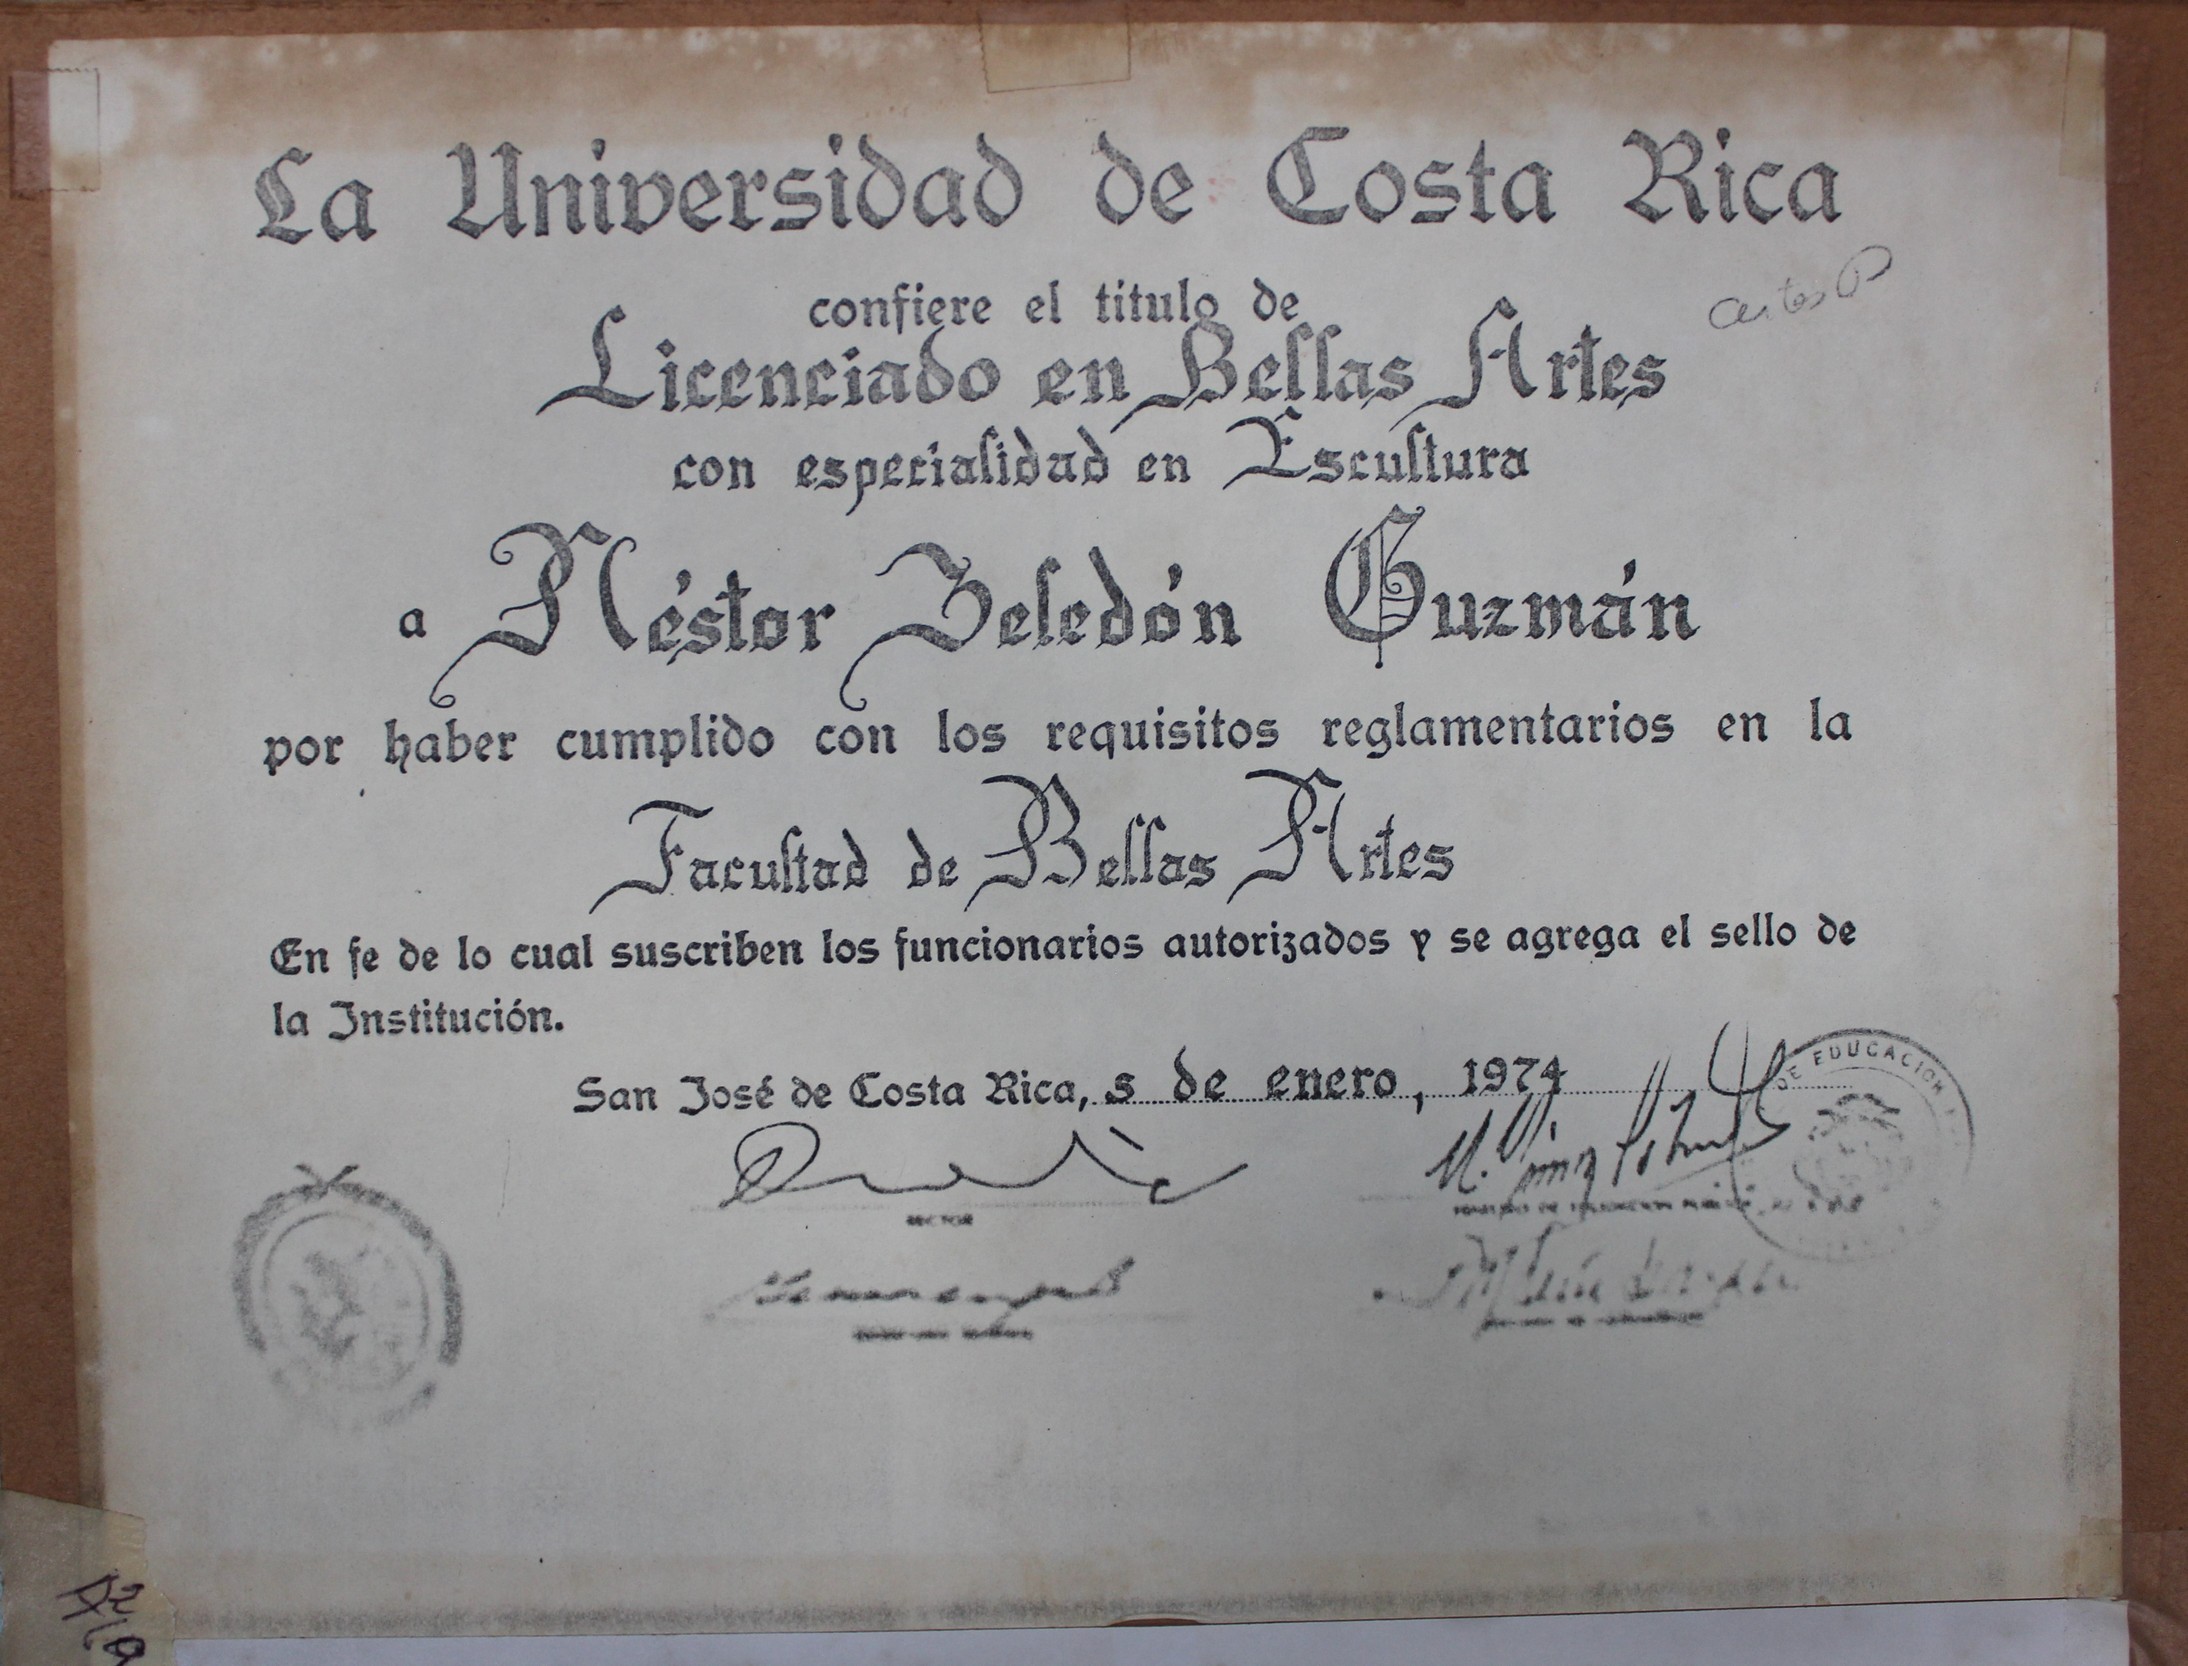 La Universidad de Costa Rica
confiere el titulo de
Licenciado en Bellas Artes
con especialidad en Escultura
a Néstor Zeledón Guzmán
por haber cumplido con los requisitos reglamentarios en la
Facultad de Bellas Artes
En fe de lo cual suscriben los funcionarios autorizados y se agrega el sello de
la Institución.
San José de Costa Rica, 5 de enero, 1974
DE EDUCACION
RECTOR